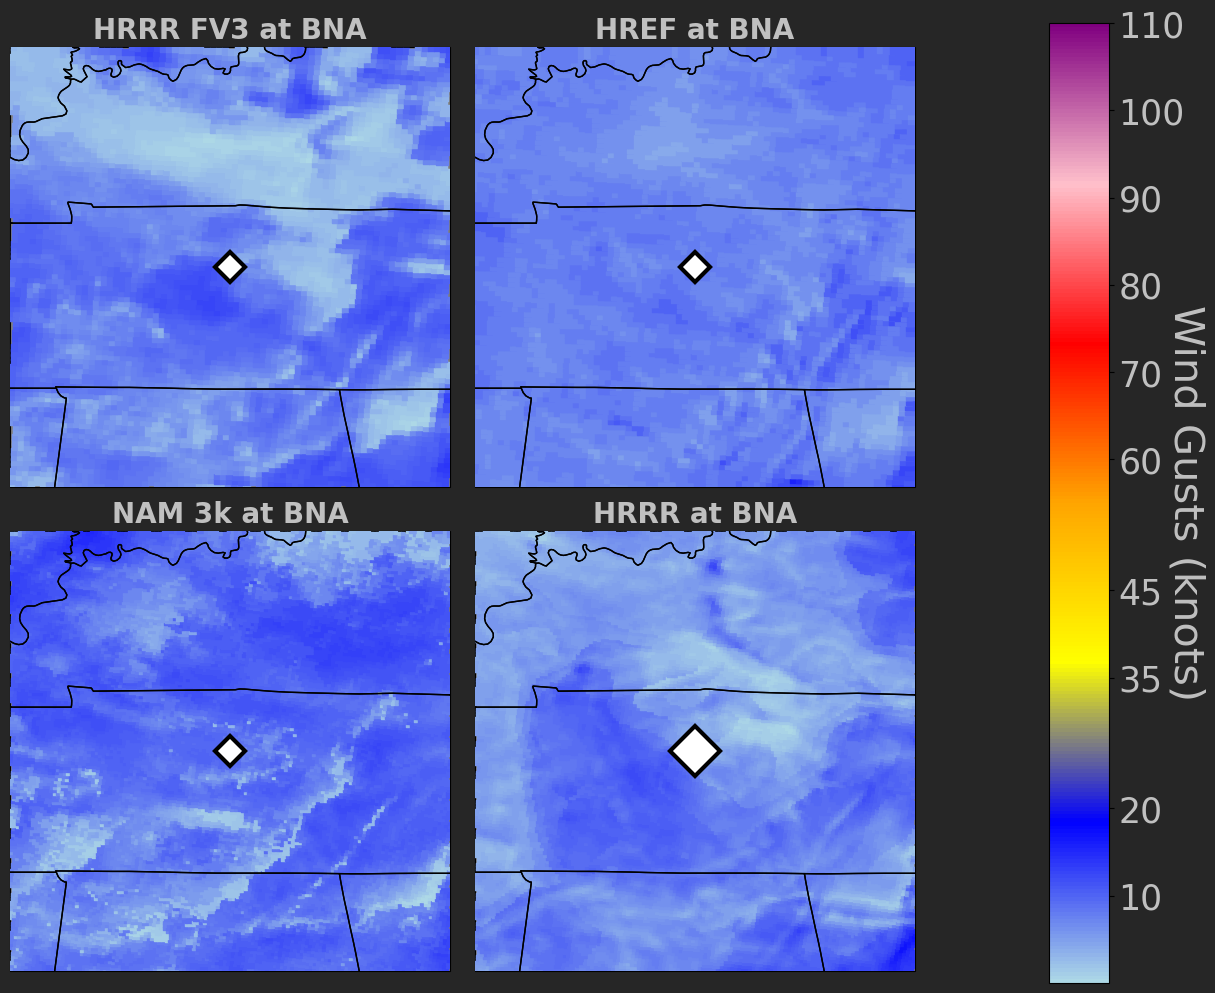 HRRR FV3 at BNA
HREF at BNA
NAM 3k at BNA
HRRR at BNA
110
100
90
80
70
60
45
35
20
10
Wind Gusts (knots)